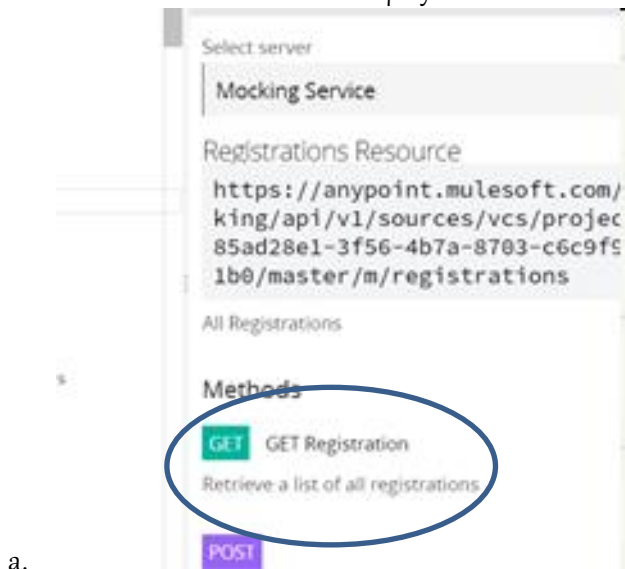 Select server
Mocking Service
Registrations Resource
https://anypoint.mulesoft.com/
king/api/v1/sources/vcs/projec
85ad28e1-3f56-4b7a-8703-c6c9f9
1b0/master/m/registrations
All Registrations
s
Methods
GET GET Registration
Retrieve a list of all registrations
POST
a.